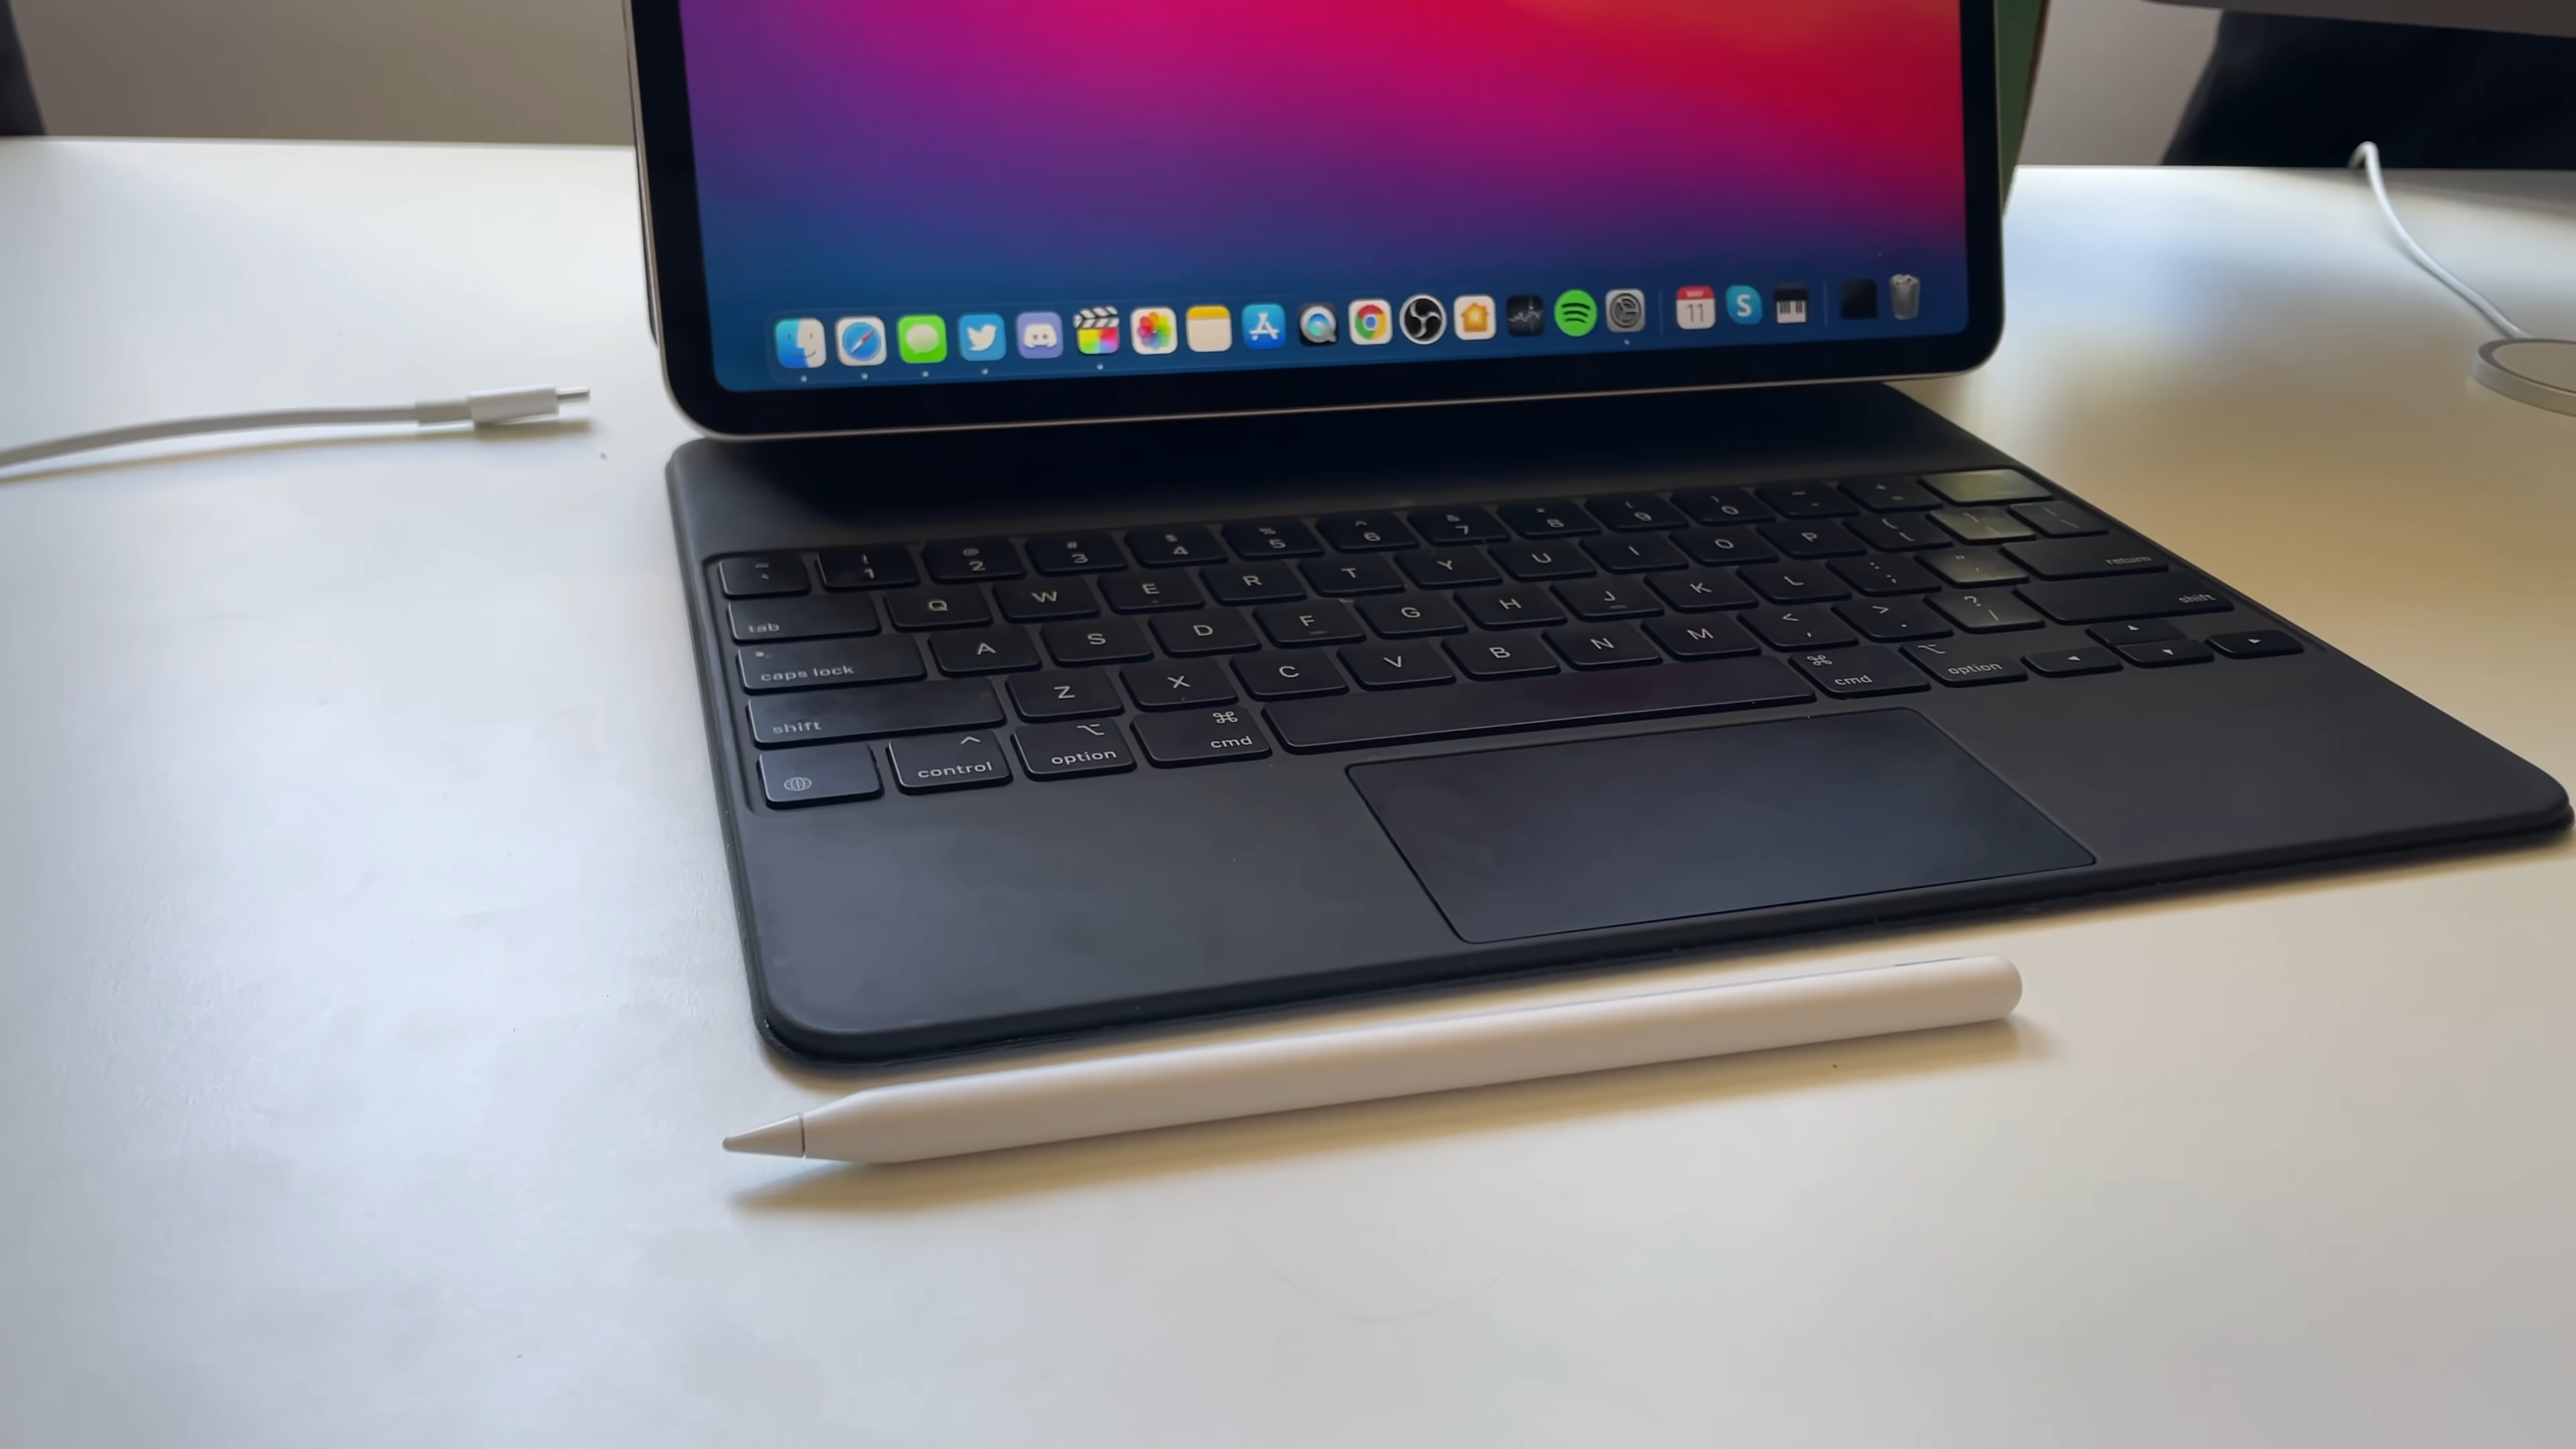 11
S
! @ # $ % ^ & * ( ) _ +
~ ` 1 2 3 4 5 6 7 8 9 0 - =
tab Q W E R T Y U I O P { [ } ] | \
caps lock A S D F G H J K L : ; " ' return
shift Z X C V B N M < , > . ? / shift
control option cmd cmd option